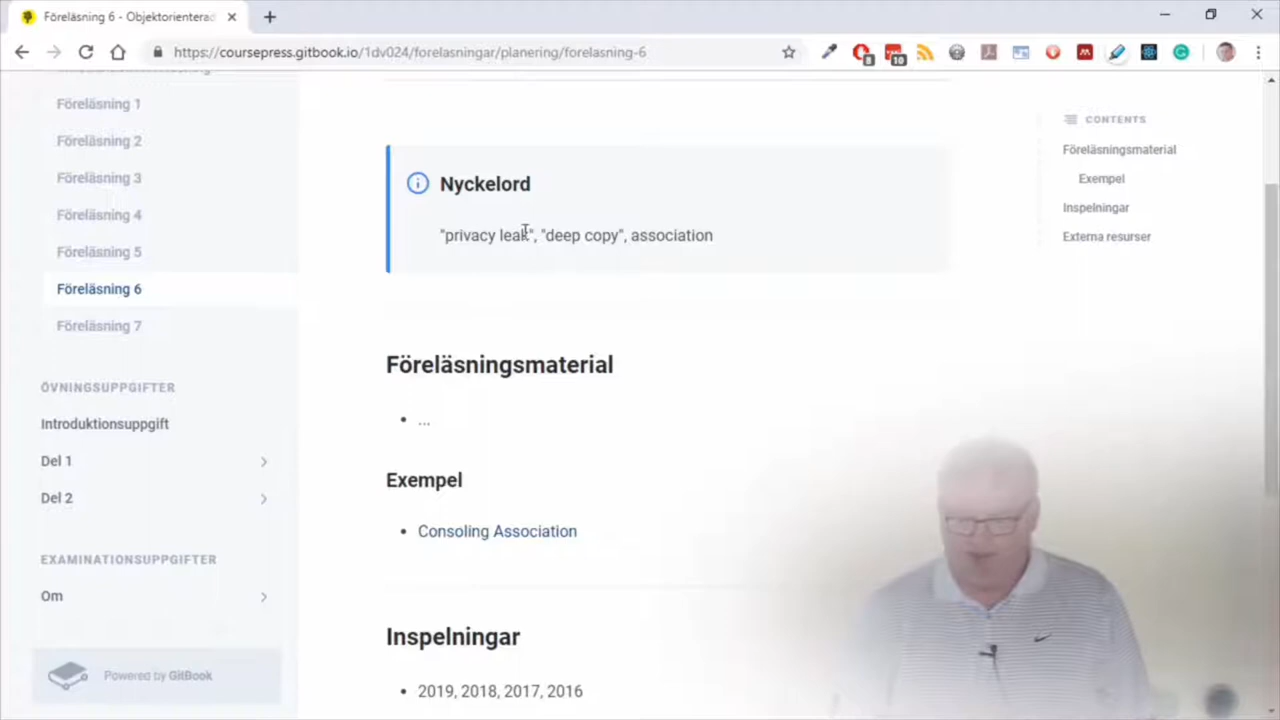 Föreläsning 6 - Objektorienterad
https://coursepress.gitbook.io/1dv024/forelasningar/planering/forelasning-6
8
10
Föreläsning 1
Föreläsning 2
Föreläsning 3
Föreläsning 4
Föreläsning 5
Föreläsning 6
Föreläsning 7
ÖVNINGSUPPGIFTER
Introduktionsuppgift
Del 1
Del 2
EXAMINATIONSUPPGIFTER
Om
Powered by GitBook
Nyckelord
"privacy leak", "deep copy", association
Föreläsningsmaterial
• ...
Exempel
• Consoling Association
Inspelningar
• 2019, 2018, 2017, 2016
CONTENTS
Föreläsningsmaterial
Exempel
Inspelningar
Externa resurser